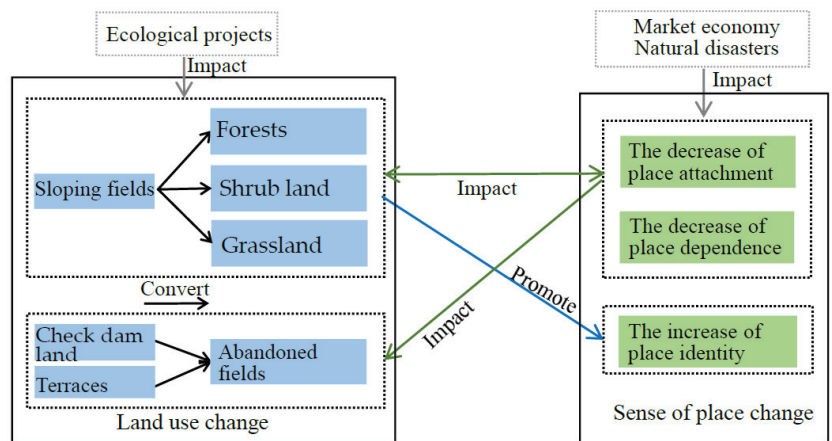 Ecological projects
Impact
Market economy
Natural disasters
Impact
Sloping fields
Forests
Shrub land
Grassland
Convert
Check dam
land
Terraces
Abandoned
fields
Land use change
Impact
Promote
Impact
The decrease of
place attachment
The decrease of
place dependence
The increase of
place identity
Sense of place change